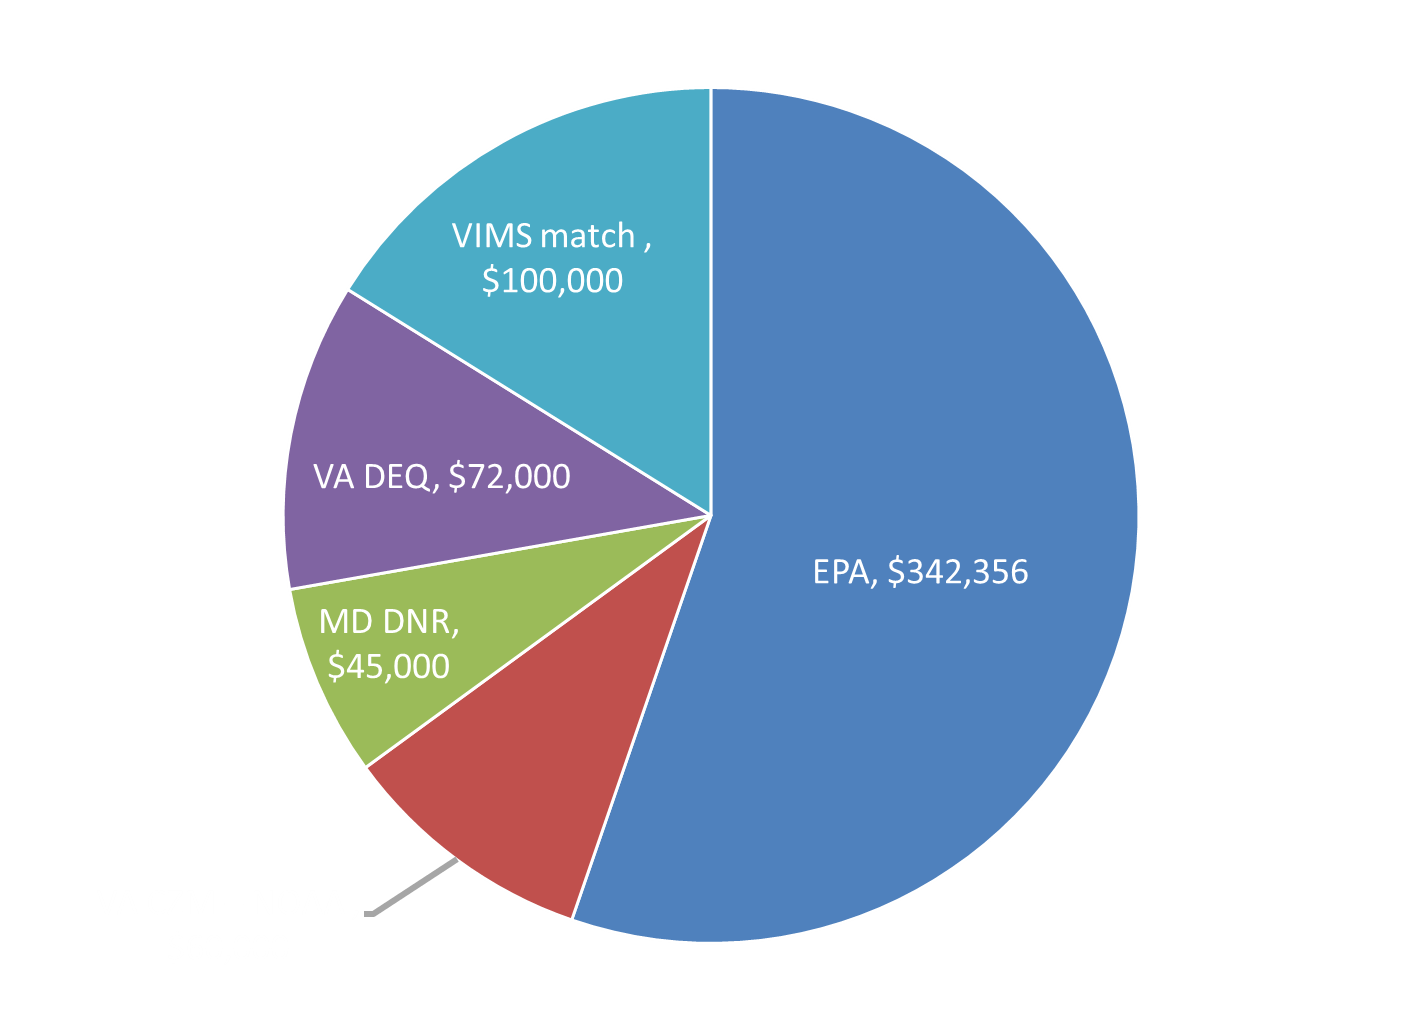 VIMS match ,
$100,000
VA DEQ, $72,000
EPA, $342,356
MD DNR,
$45,000